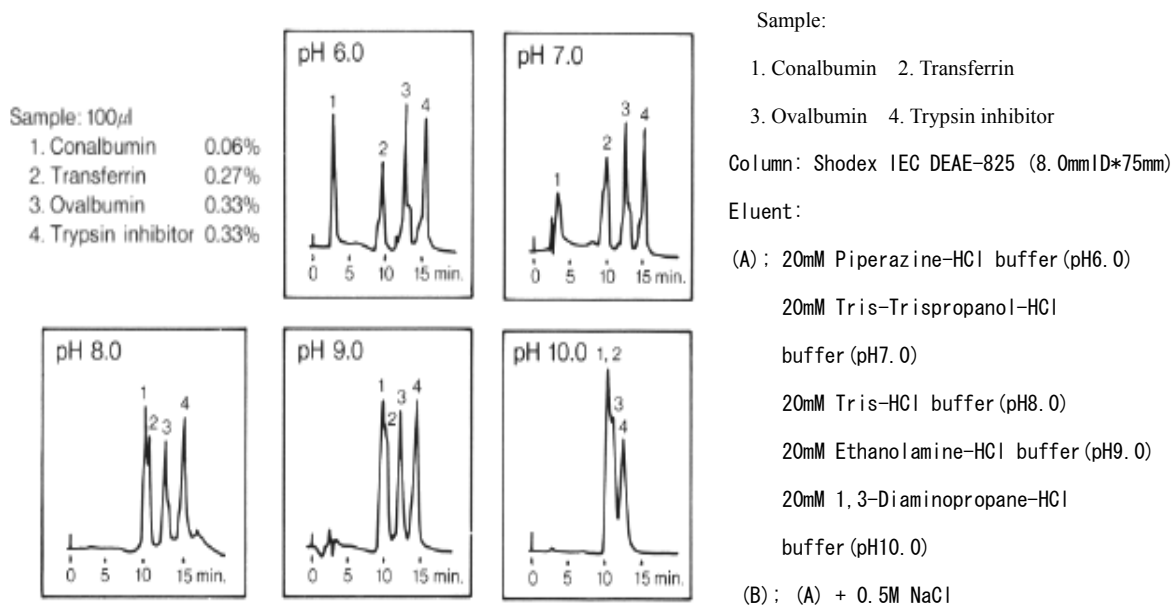 Sample: 100μl
1. Conalbumin 0.06%
2. Transferrin 0.27%
3. Ovalbumin 0.33%
4. Trypsin inhibitor 0.33%
pH 6.0
1
2
3
4
0 5 10 15 min.
pH 7.0
1
2
3
4
0 5 10 15 min.
pH 8.0
1
2
3
4
0 5 10 15 min.
pH 9.0
1
2
3
4
0 5 10 15 min.
pH 10.0
1, 2
3
4
0 5 10 15 min.
Sample:
1. Conalbumin 2. Transferrin
3. Ovalbumin 4. Trypsin inhibitor
Column: Shodex IEC DEAE-825 (8.0mmID*75mm)
Eluent:
(A); 20mM Piperazine-HCl buffer(pH6.0)
20mM Tris-Trispropanol-HCl
buffer(pH7.0)
20mM Tris-HCl buffer(pH8.0)
20mM Ethanolamine-HCl buffer(pH9.0)
20mM 1,3-Diaminopropane-HCl
buffer(pH10.0)
(B); (A) + 0.5M NaCl